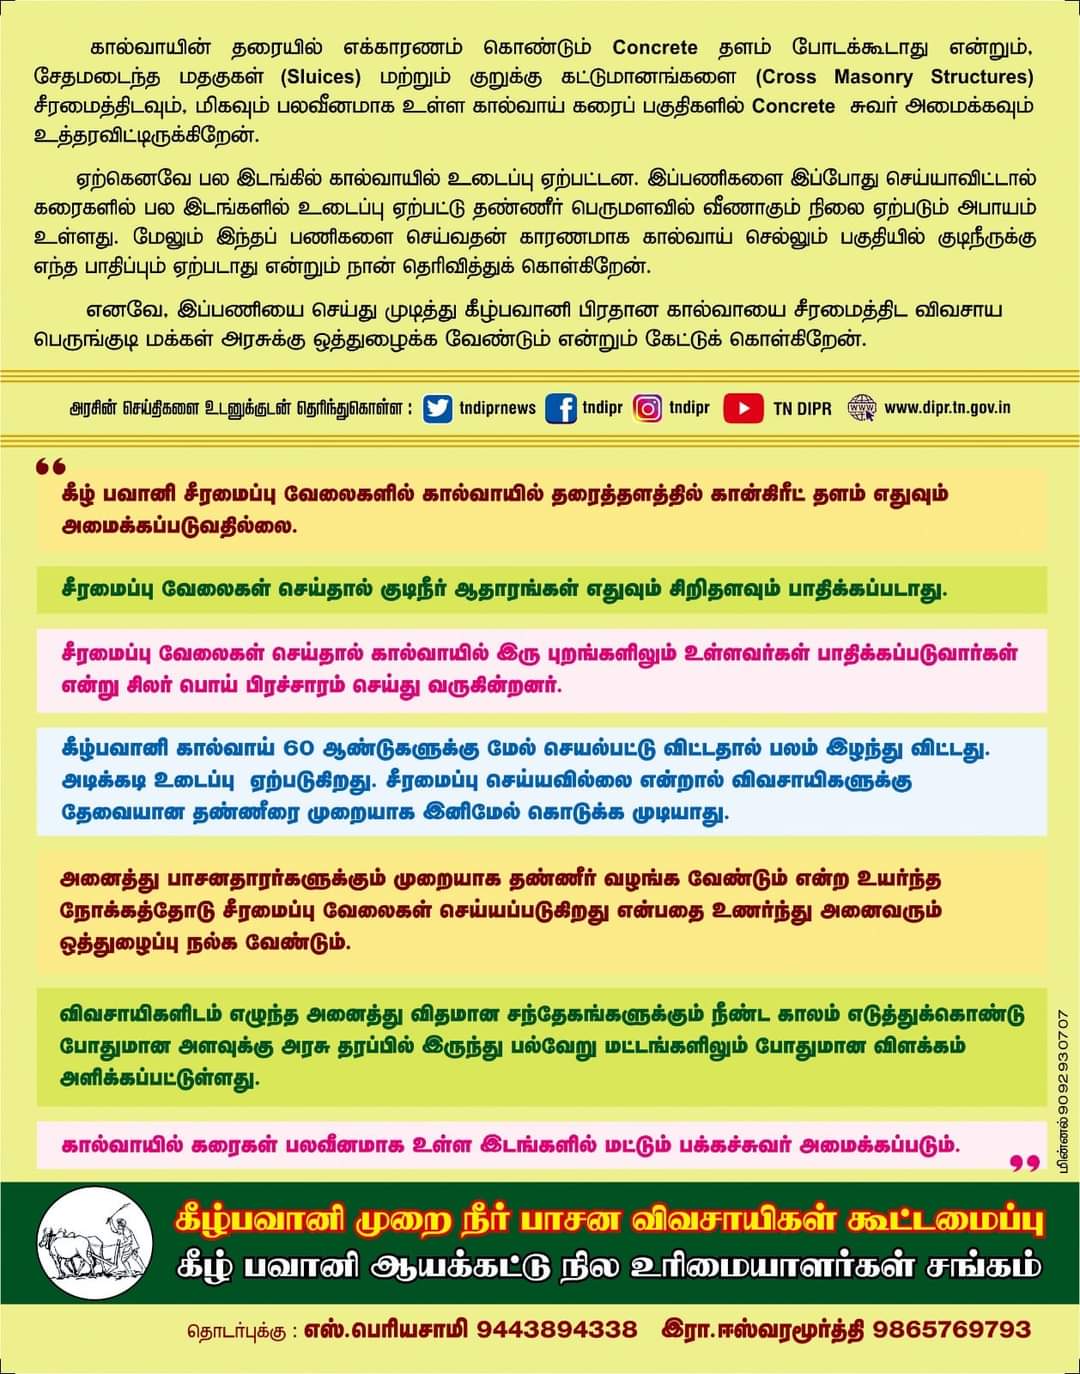 கால்வாயின் தரையில் எக்காரணம் கொண்டும் Concrete தளம் போடக்கூடாது என்றும்,
சேதமடைந்த மதகுகள் (Sluices) மற்றும் குறுக்கு கட்டுமானங்களை (Cross Masonry Structures)
சீரமைத்திடவும், மிகவும் பலவீனமாக உள்ள கால்வாய் கரைப் பகுதிகளில் Concrete சுவர் அமைக்கவும்
உத்தரவிட்டிருக்கிறேன்.
ஏற்கெனவே பல இடங்கில் கால்வாயில் உடைப்பு ஏற்பட்டன. இப்பணிகளை இப்போது செய்யாவிட்டால்
கரைகளில் பல இடங்களில் உடைப்பு ஏற்பட்டு தண்ணீர் பெருமளவில் வீணாகும் நிலை ஏற்படும் அபாயம்
உள்ளது. மேலும் இந்தப் பணிகளை செய்வதன் காரணமாக கால்வாய் செல்லும் பகுதியில் குடிநீருக்கு
எந்த பாதிப்பும் ஏற்படாது என்றும் நான் தெரிவித்துக் கொள்கிறேன்.
எனவே, இப்பணியை செய்து முடித்து கீழ்பவானி பிரதான கால்வாயை சீரமைத்திட விவசாய
பெருங்குடி மக்கள் அரசுக்கு ஒத்துழைக்க வேண்டும் என்றும் கேட்டுக் கொள்கிறேன்.
அரசின் செய்திகளை உடனுக்குடன் தெரிந்துகொள்ள : tndiprnews tndipr tndipr TN DIPR www.dipr.tn.gov.in
“
கீழ் பவானி சீரமைப்பு வேலைகளில் கால்வாயில் தரைத்தளத்தில் கான்கிரீட் தளம் எதுவும்
அமைக்கப்படுவதில்லை.
சீரமைப்பு வேலைகள் செய்தால் குடிநீர் ஆதாரங்கள் எதுவும் சிறிதளவும் பாதிக்கப்படாது.
சீரமைப்பு வேலைகள் செய்தால் கால்வாயில் இரு புறங்களிலும் உள்ளவர்கள் பாதிக்கப்படுவார்கள்
என்று சிலர் பொய் பிரச்சாரம் செய்து வருகின்றனர்.
கீழ்பவானி கால்வாய் 60 ஆண்டுகளுக்கு மேல் செயல்பட்டு விட்டதால் பலம் இழந்து விட்டது.
அடிக்கடி உடைப்பு ஏற்படுகிறது. சீரமைப்பு செய்யவில்லை என்றால் விவசாயிகளுக்கு
தேவையான தண்ணீரை முறையாக இனிமேல் கொடுக்க முடியாது.
அனைத்து பாசனதாரர்களுக்கும் முறையாக தண்ணீர் வழங்க வேண்டும் என்ற உயர்ந்த
நோக்கத்தோடு சீரமைப்பு வேலைகள் செய்யப்படுகிறது என்பதை உணர்ந்து அனைவரும்
ஒத்துழைப்பு நல்க வேண்டும்.
விவசாயிகளிடம் எழுந்த அனைத்து விதமான சந்தேகங்களுக்கும் நீண்ட காலம் எடுத்துக்கொண்டு
போதுமான அளவுக்கு அரசு தரப்பில் இருந்து பல்வேறு மட்டங்களிலும் போதுமான விளக்கம்
அளிக்கப்பட்டுள்ளது.
கால்வாயில் கரைகள் பலவீனமாக உள்ள இடங்களில் மட்டும் பக்கச்சுவர் அமைக்கப்படும்.
”
மின்னல் 9092930707
கீழ்பவானி முறை நீர் பாசன விவசாயிகள் கூட்டமைப்பு
கீழ் பவானி ஆயக்கட்டு நில உரிமையாளர்கள் சங்கம்
தொடர்புக்கு : எஸ்.பெரியசாமி 9443894338 இரா.ஈஸ்வரமூர்த்தி 9865769793